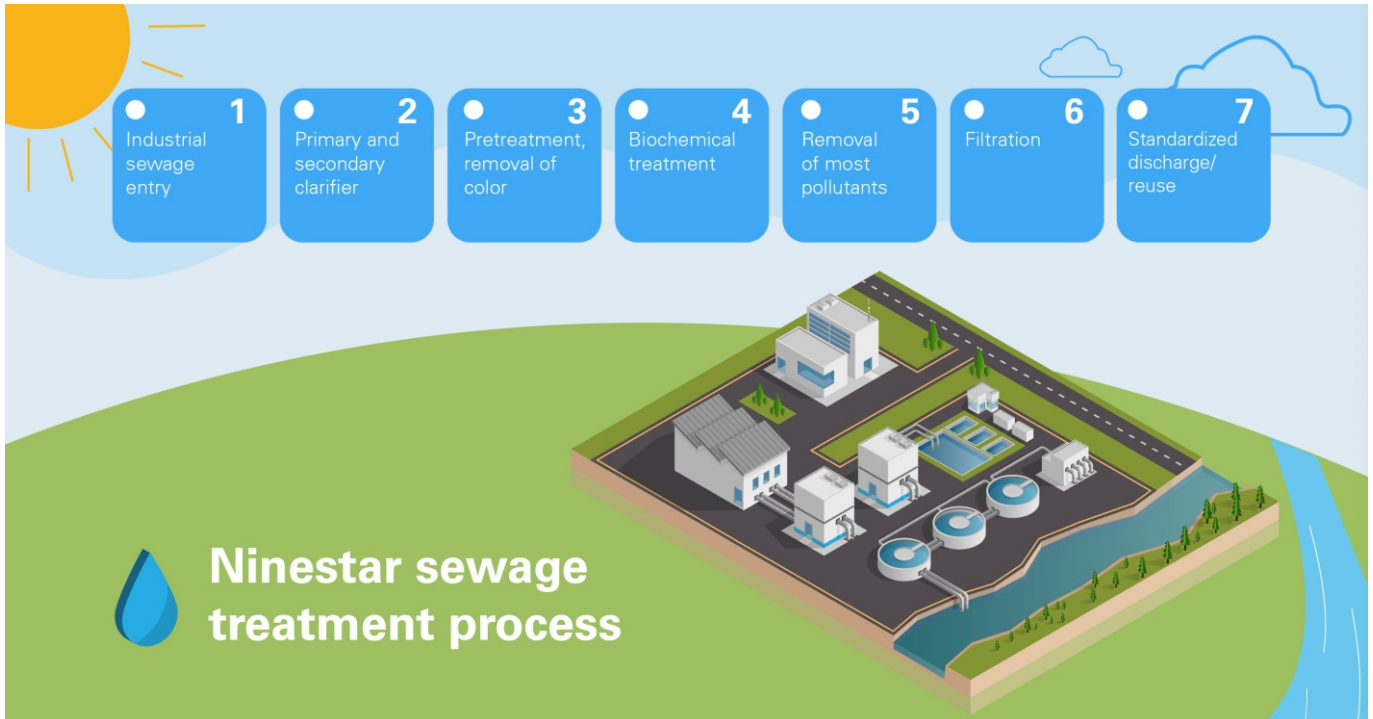 1
Industrial
sewage
entry
2
Primary and
secondary
clarifier
3
Pretreatment,
removal of
color
4
Biochemical
treatment
5
Removal
of most
pollutants
6
Filtration
7
Standardized
discharge/
reuse
Ninestar sewage
treatment process